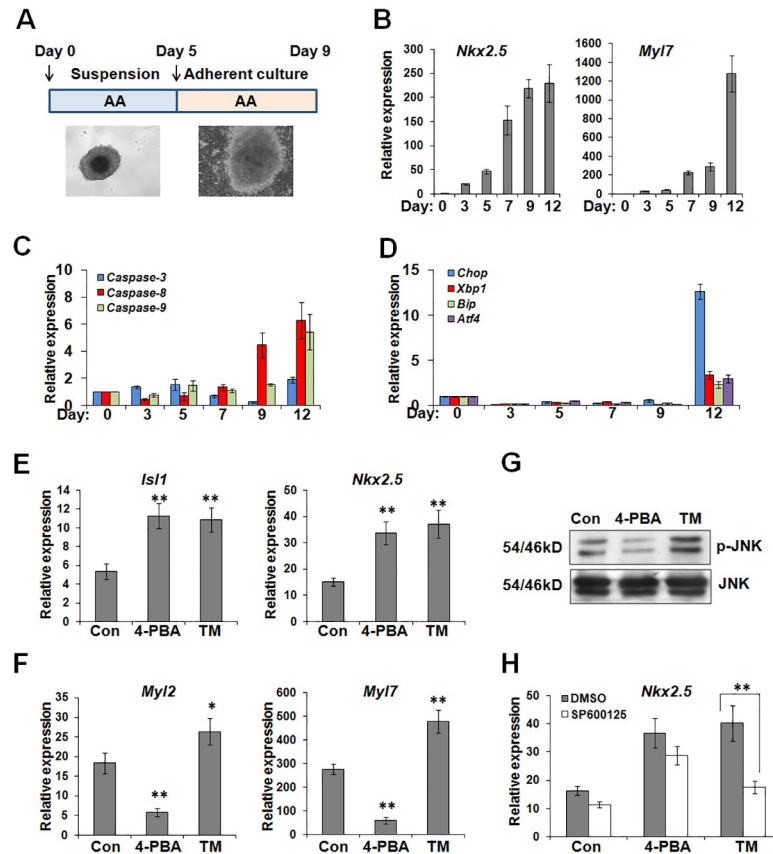 A
Day 0 Day 5 Day 9
Suspension Adherent culture
AA AA
B
Nkx2.5
Relative expression
300
250
200
150
100
50
0
Day: 0 3 5 7 9 12
Myl7
1600
1400
1200
1000
800
600
400
200
0
Day: 0 3 5 7 9 12
C
Relative expression
10
8
6
4
2
0
Caspase-3
Caspase-8
Caspase-9
Day: 0 3 5 7 9 12
D
Relative expression
15
10
5
0
Chop
Xbp1
Bip
Atf4
Day: 0 3 5 7 9 12
E
Isl1
Relative expression
14
12
10
8
6
4
2
0
** **
Con 4-PBA TM
Nkx2.5
Relative expression
50
40
30
20
10
0
** **
Con 4-PBA TM
F
Myl2
Relative expression
35
30
25
20
15
10
5
0
** *
Con 4-PBA TM
Myl7
Relative expression
600
500
400
300
200
100
0
** **
Con 4-PBA TM
G
Con 4-PBA TM
54/46kD p-JNK
54/46kD JNK
H
Nkx2.5
Relative expression
50
40
30
20
10
0
DMSO
SP600125
**
Con 4-PBA TM